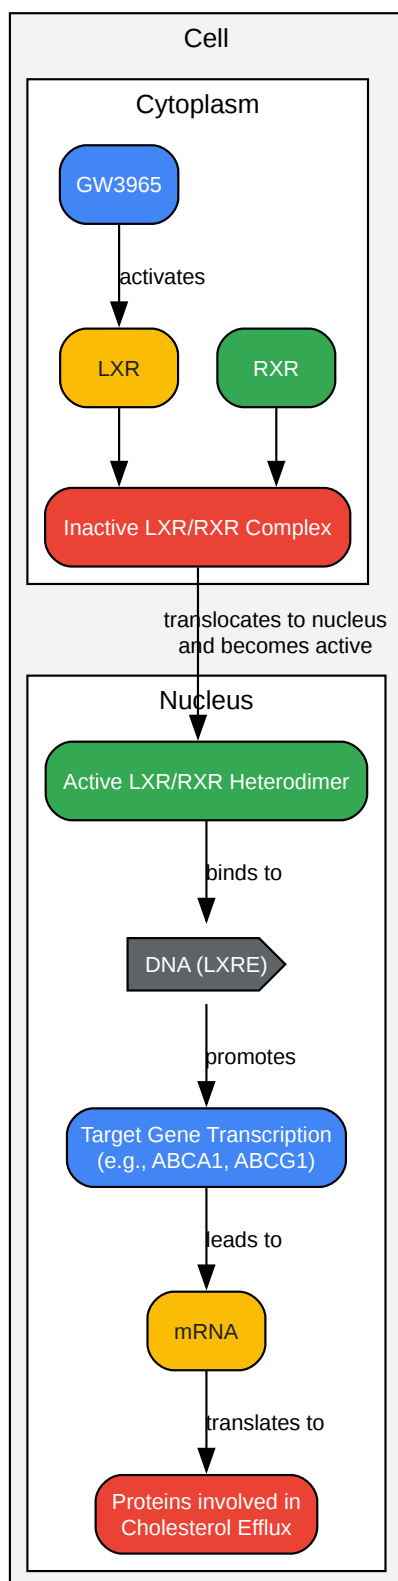 Cell
Cytoplasm
GW3965
activates
LXR
RXR
Inactive LXR/RXR Complex
translocates to nucleus
and becomes active
Nucleus
Active LXR/RXR Heterodimer
binds to
DNA (LXRE)
promotes
Target Gene Transcription
(e.g., ABCA1, ABCG1)
leads to
mRNA
translates to
Proteins involved in
Cholesterol Efflux